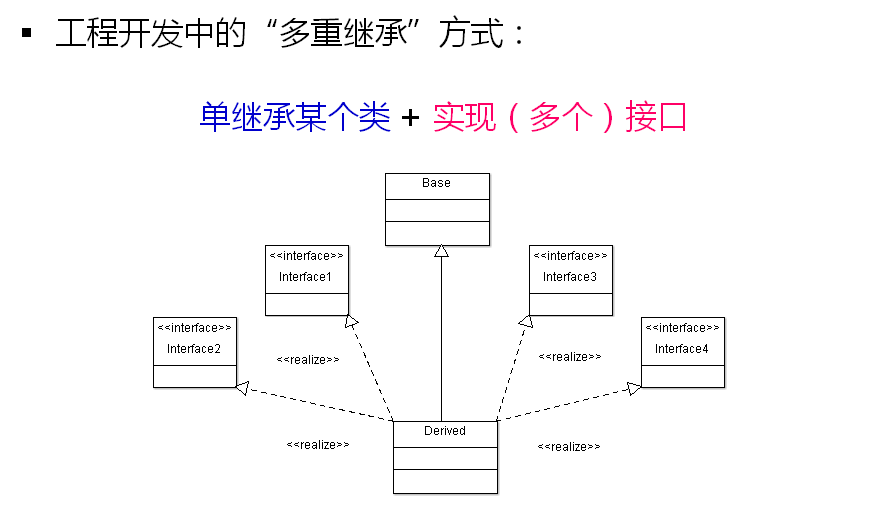 ▪ 工程开发中的“多重继承”方式：
单继承某个类 + 实现（多个）接口
Base
<<interface>>
Interface1
<<interface>>
Interface3
<<interface>>
Interface2
<<interface>>
Interface4
<<realize>>
<<realize>>
Derived
<<realize>>
<<realize>>